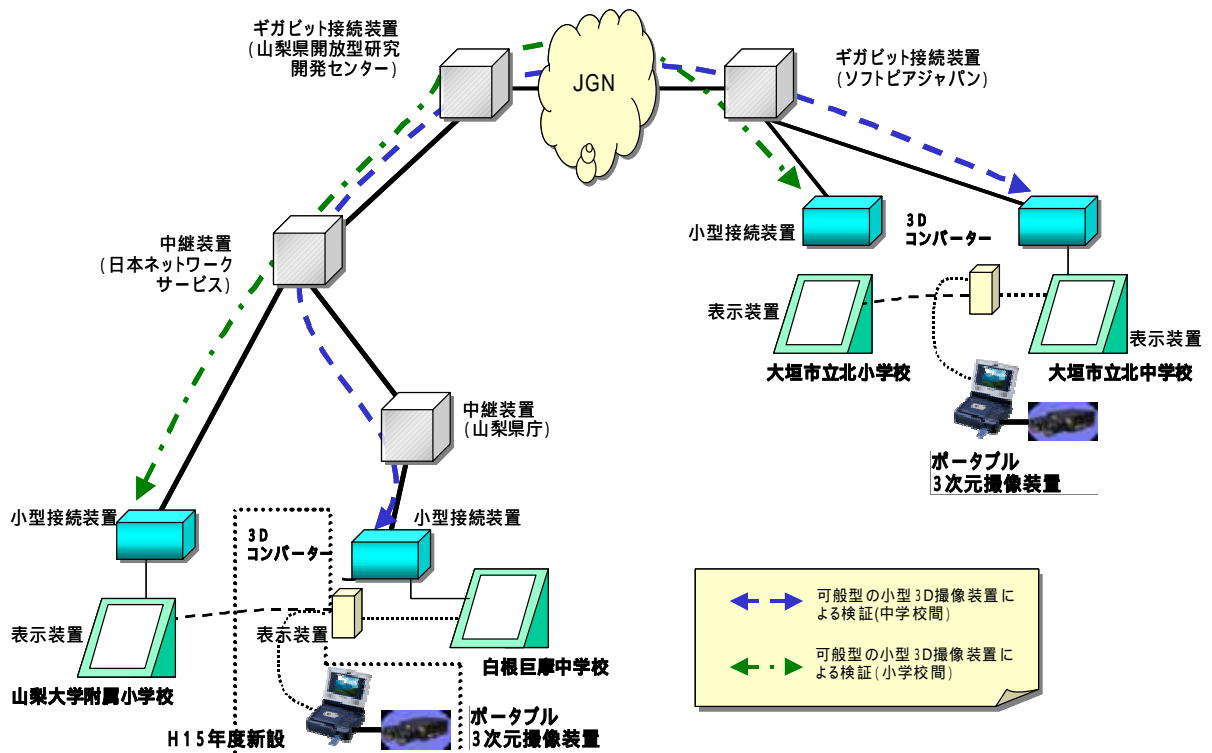 ギガビット接続装置
(山梨県開放型研究
開発センター)
JGN
ギガビット接続装置
(ソフトピアジャパン)
中継装置
(日本ネットワーク
サービス)
小型接続装置
3D
コンバーター
表示装置
表示装置
大垣市立北小学校
大垣市立北中学校
ポータブル
3次元撮像装置
中継装置
(山梨県庁)
小型接続装置
3D
コンバーター
小型接続装置
表示装置
表示装置
山梨大学附属小学校
白根巨摩中学校
H15年度新設
ポータブル
3次元撮像装置
可般型の小型3D撮像装置に
よる検証(中学校間)
可般型の小型3D撮像装置に
よる検証(小学校間)